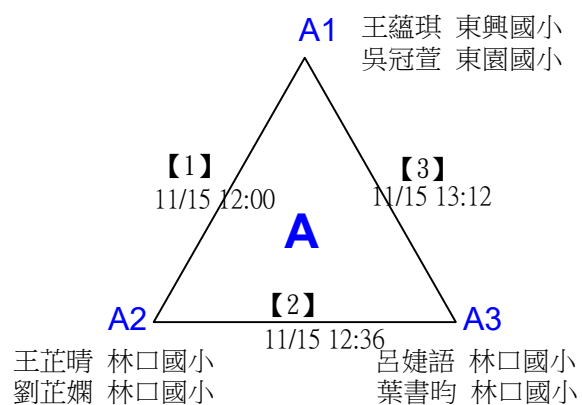 A1
王蘊琪 東興國小
吳冠萱 東園國小
【1】
11/15 12:00
【3】
11/15 13:12
A
【2】
11/15 12:36
A2
A3
王芷晴 林口國小
劉芷嫻 林口國小
呂婕語 林口國小
葉書昀 林口國小